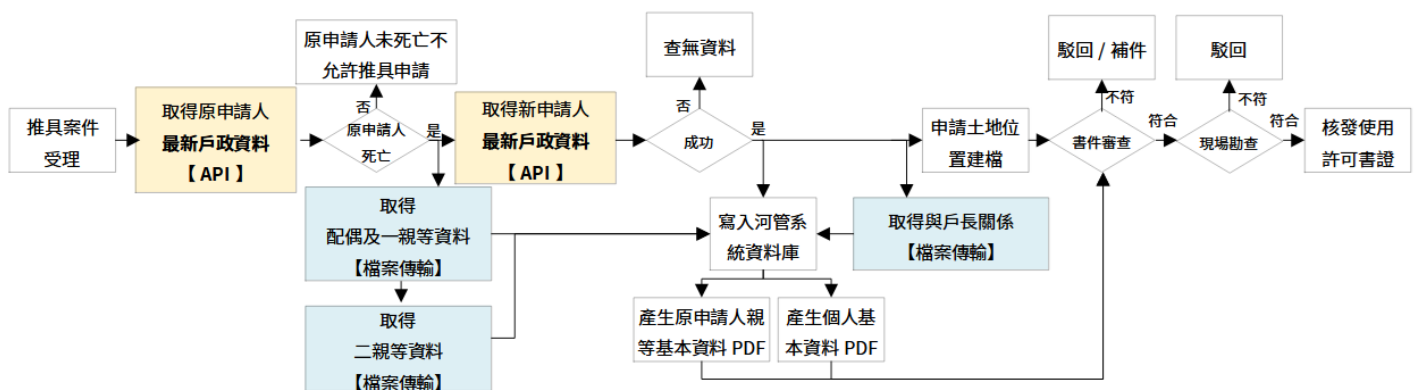 原申請人未死亡不
允許推具申請
查無資料
駁回 / 補件
駁回
推具案件
受理
取得原申請人
最新戶政資料
【 API 】
否
原申請人
死亡
是
取得新申請人
最新戶政資料
【 API 】
否
成功
是
申請土地位
置建檔
不符
書件審查
符合
不符
現場勘查
符合
核發使用
許可書證
取得
配偶及一親等資料
【檔案傳輸】
寫入河管系
統資料庫
取得與戶長關係
【檔案傳輸】
取得
二親等資料
【檔案傳輸】
產生原申請人親
等基本資料 PDF
產生個人基
本資料 PDF